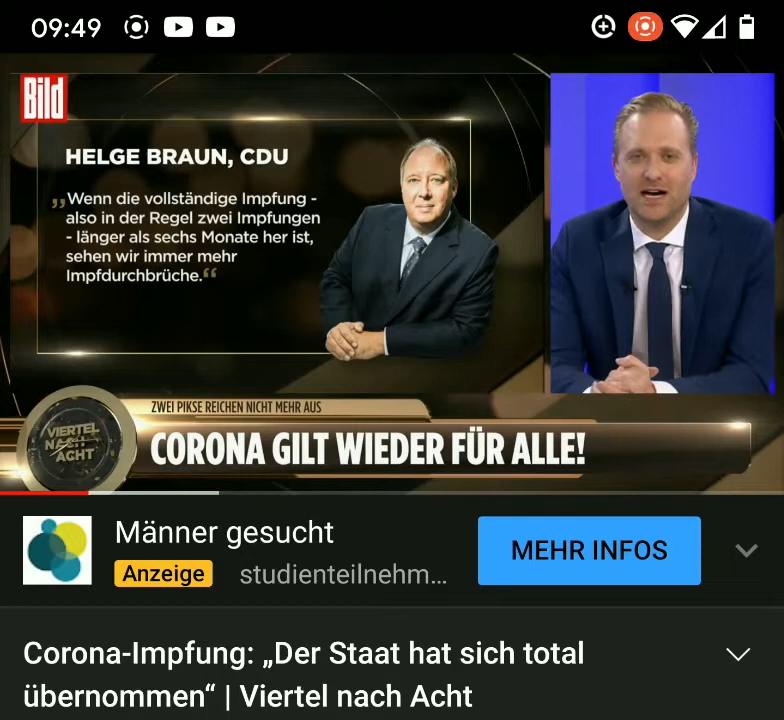 09:49
Bild
HELGE BRAUN, CDU
„Wenn die vollständige Impfung -
also in der Regel zwei Impfungen
- länger als sechs Monate her ist,
sehen wir immer mehr
Impfdurchbrüche.“
ZWEI PIKSE REICHEN NICHT MEHR AUS
VIERTEL
NACH
ACHT
CORONA GILT WIEDER FÜR ALLE!
Männer gesucht
Anzeige studienteilnehm...
MEHR INFOS
Corona-Impfung: „Der Staat hat sich total
übernommen“ | Viertel nach Acht